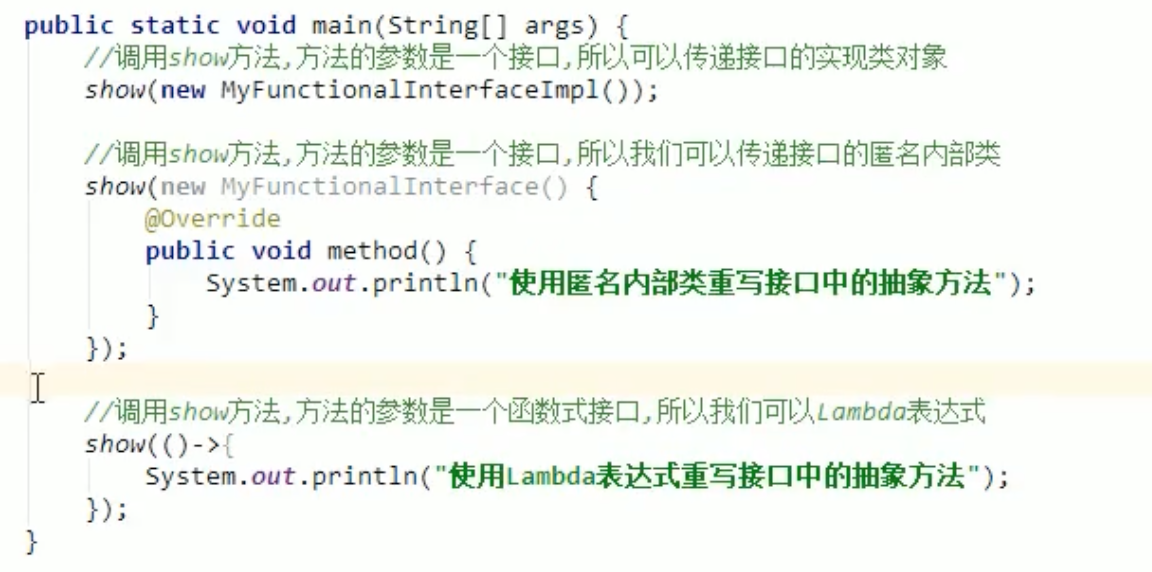 public static void main(String[] args) {
//调用show方法,方法的参数是一个接口,所以可以传递接口的实现类对象
show(new MyFunctionalInterfaceImpl());
//调用show方法,方法的参数是一个接口,所以我们可以传递接口的匿名内部类
show(new MyFunctionalInterface() {
@Override
public void method() {
System.out.println("使用匿名内部类重写接口中的抽象方法");
}
});
//调用show方法,方法的参数是一个函数式接口,所以我们可以Lambda表达式
show(()->{
System.out.println("使用Lambda表达式重写接口中的抽象方法");
});
}